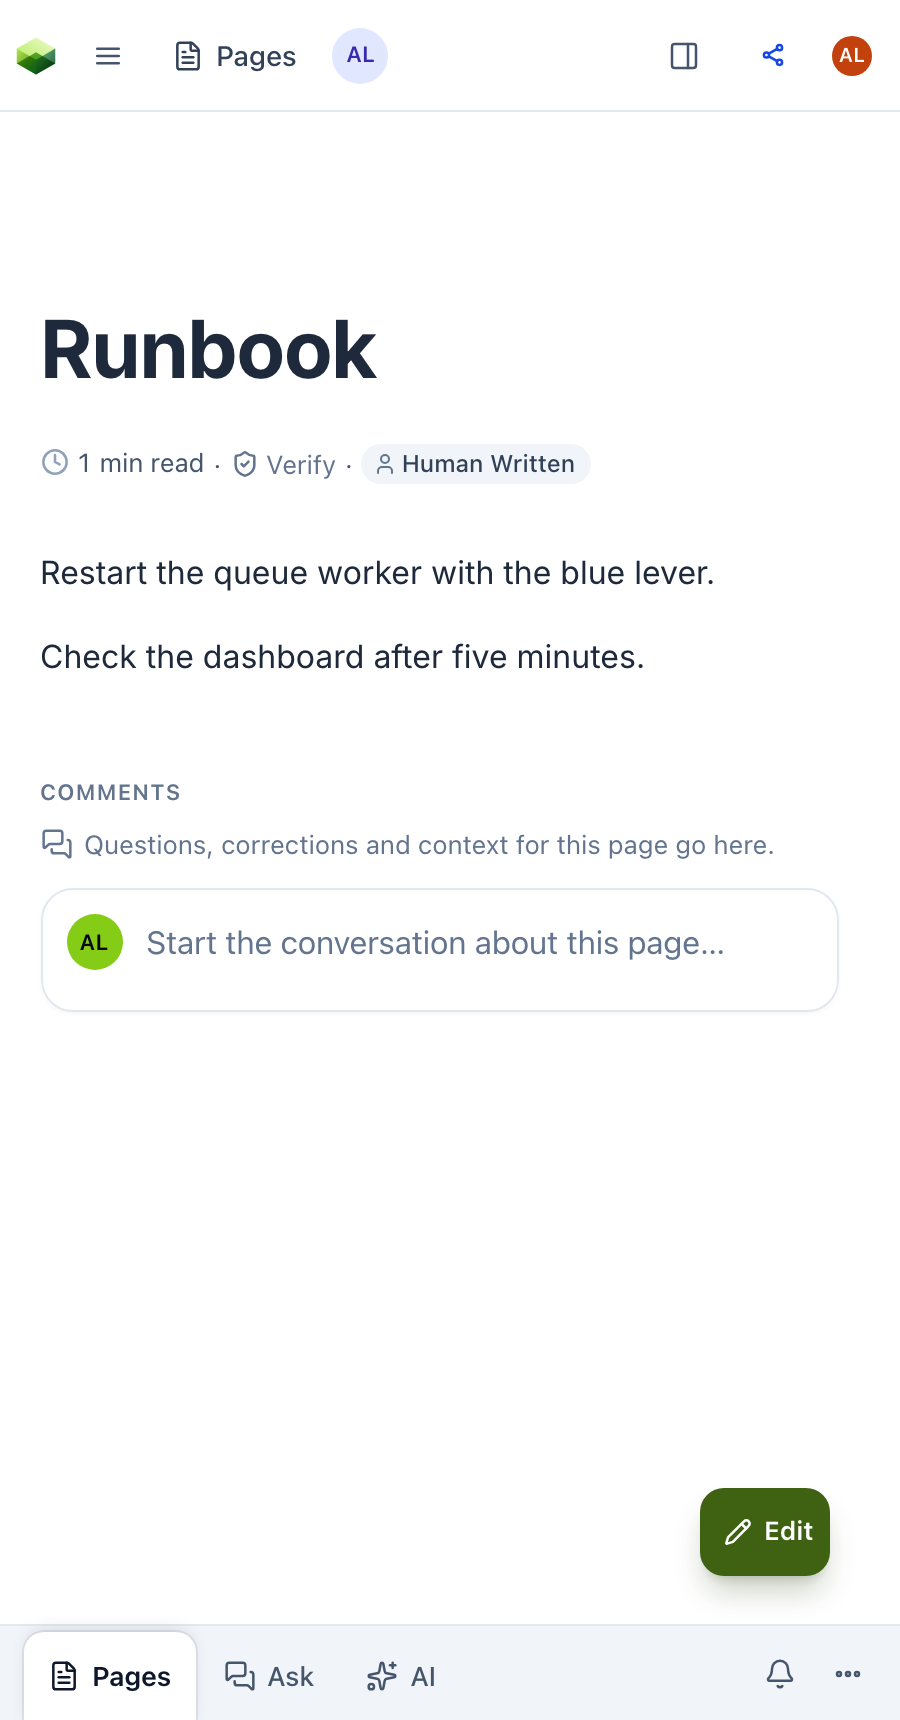 Pages AL AL
Runbook
1 min read · Verify · Human Written
Restart the queue worker with the blue lever.
Check the dashboard after five minutes.
COMMENTS
Questions, corrections and context for this page go here.
AL Start the conversation about this page...
Edit
Pages Ask AI